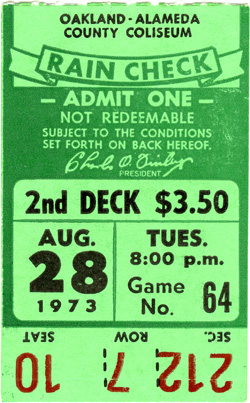 OAKLAND-ALAMEDA
COUNTY COLISEUM
RAIN CHECK
— ADMIT ONE —
NOT REDEEMABLE
SUBJECT TO THE CONDITIONS
SET FORTH ON BACK HEREOF.
Charles O. Finley
PRESIDENT
2nd DECK $3.50
AUG.
28
1973
TUES.
8:00 p.m.
Game
No. 64
SEC. ROW SEAT
212 7 10